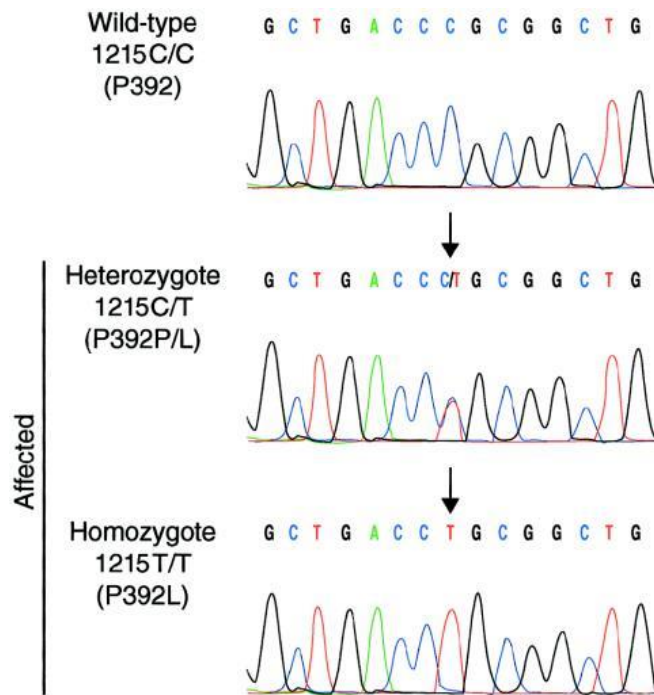 Wild-type
1215C/C
(P392)
G C T G A C C C G C G G C T G
Affected
Heterozygote
1215C/T
(P392P/L)
G C T G A C C C/T G C G G C T G
Homozygote
1215T/T
(P392L)
G C T G A C C T G C G G C T G